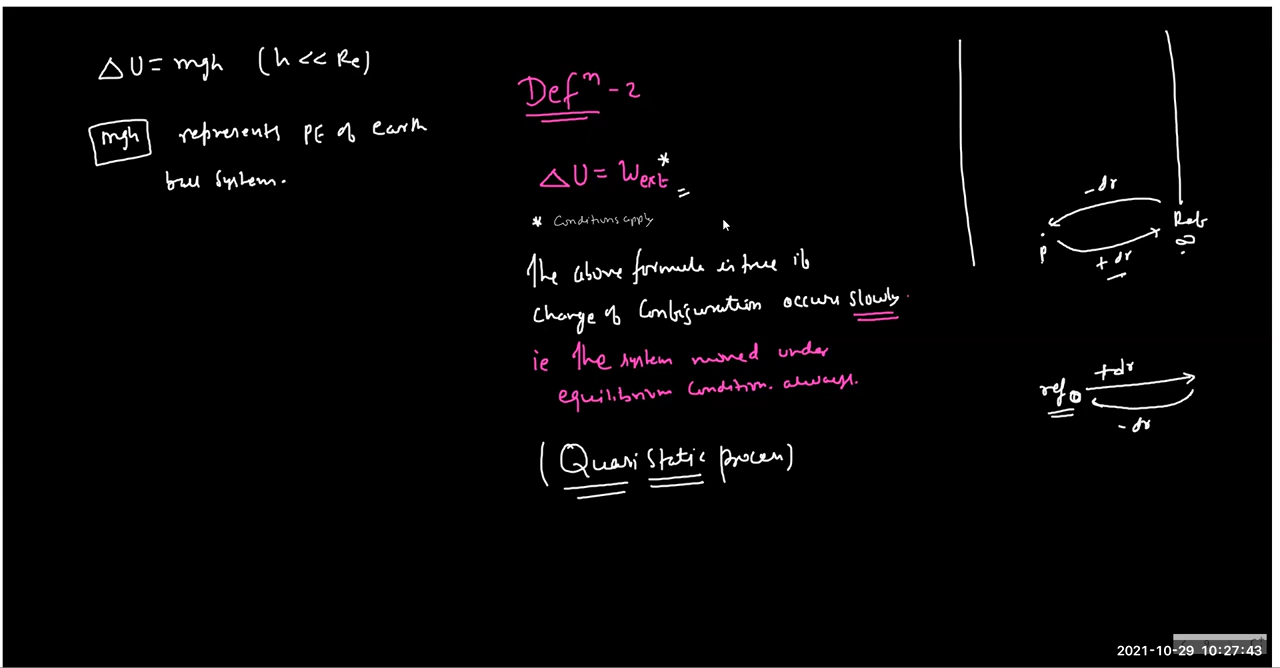 △U = mgh (h << Re)
mgh represents PE of earth
ball system.
Defⁿ - 2
△U = Wext*
* Conditions apply
The above formula is true if
change of Configuration occurs slowly.
ie The system moved under
equilibrium Condition always.
(Quasi Static process)
-dr
P
Ref
∞
+dr
+dr
ref
-dr
2021-10-29 10:27:43